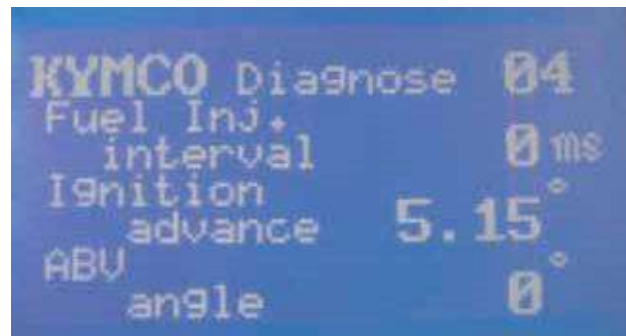 KYMCO Diagnose 04
Fuel Inj.
interval 0 ms
Ignition
advance 5.15°
ABV
angle 0°